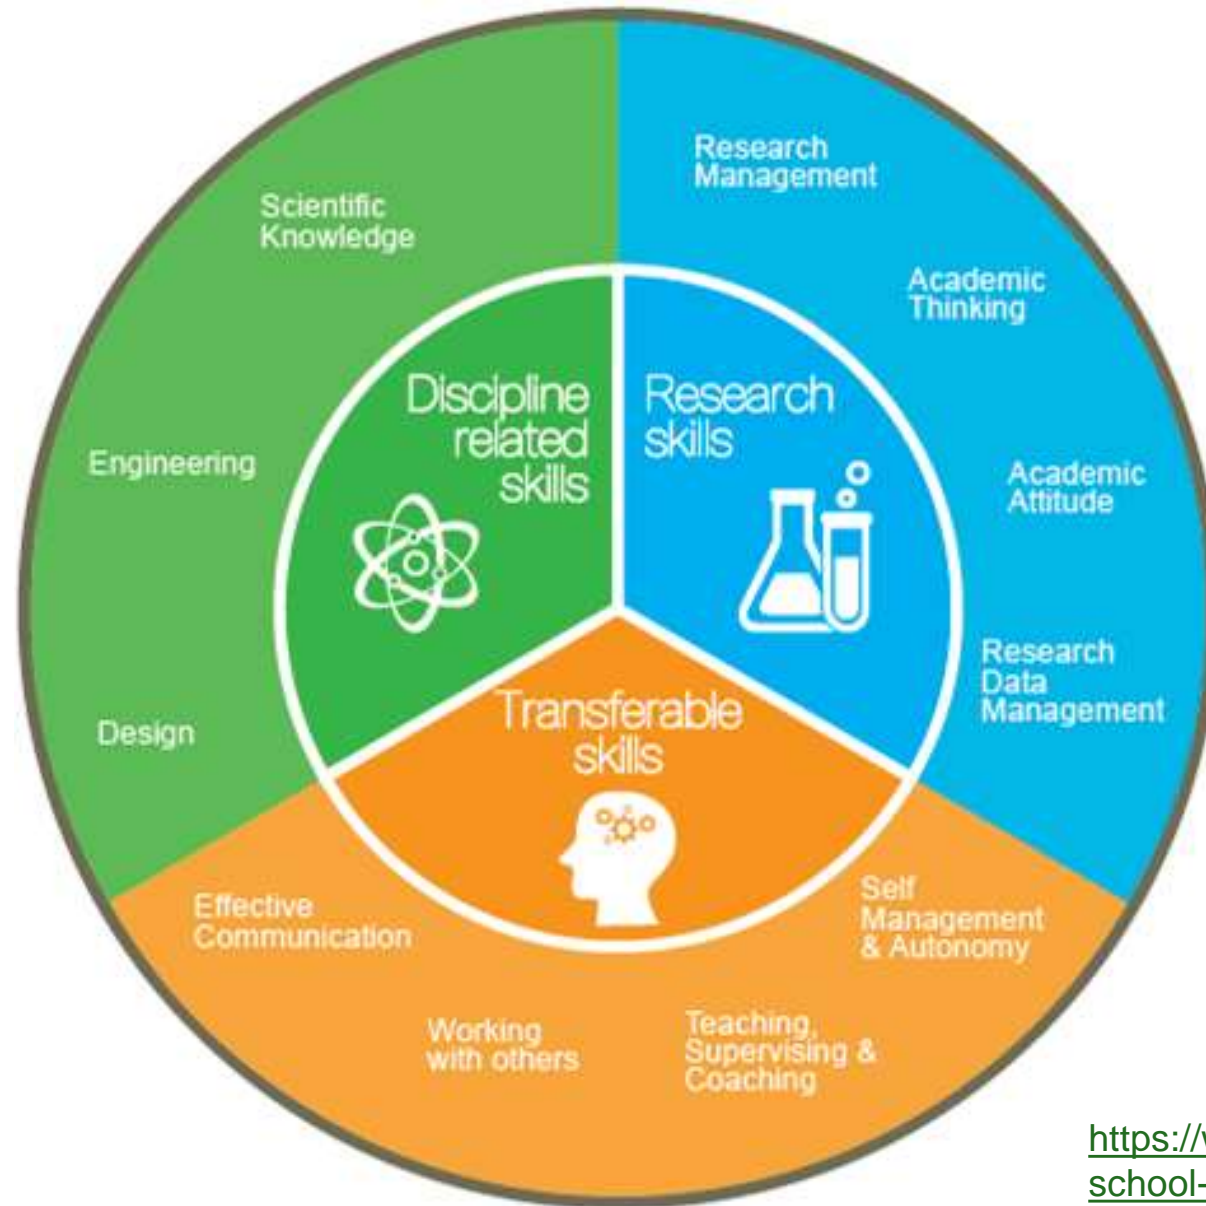 Scientific
Knowledge
Engineering
Design
Discipline
related
skills
Research
Management
Academic
Thinking
Academic
Attitude
Research
Data
Management
Research
skills
Transferable
skills
Effective
Communication
Working
with others
Teaching,
Supervising &
Coaching
Self
Management
& Autonomy
https://
school-